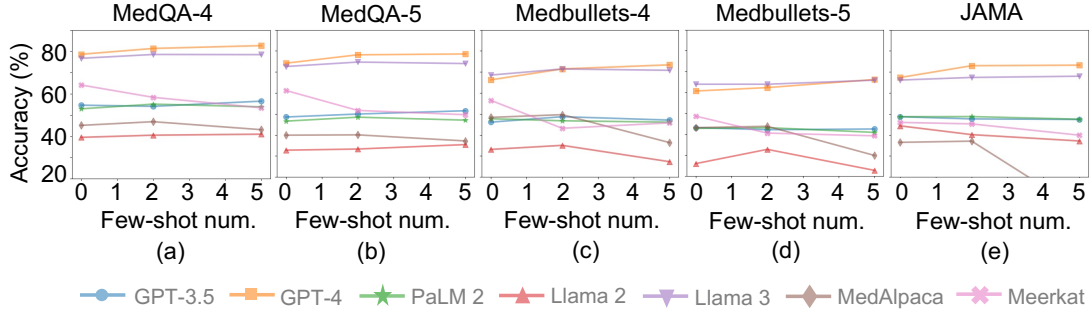 MedQA-4 MedQA-5 Medbullets-4 Medbullets-5 JAMA
Accuracy (%)
80
60
40
20
0 1 2 3 4 5 0 1 2 3 4 5 0 1 2 3 4 5 0 1 2 3 4 5 0 1 2 3 4 5
Few-shot num. Few-shot num. Few-shot num. Few-shot num. Few-shot num.
(a) (b) (c) (d) (e)
GPT-3.5 GPT-4 PaLM 2 Llama 2 Llama 3 MedAlpaca Meerkat